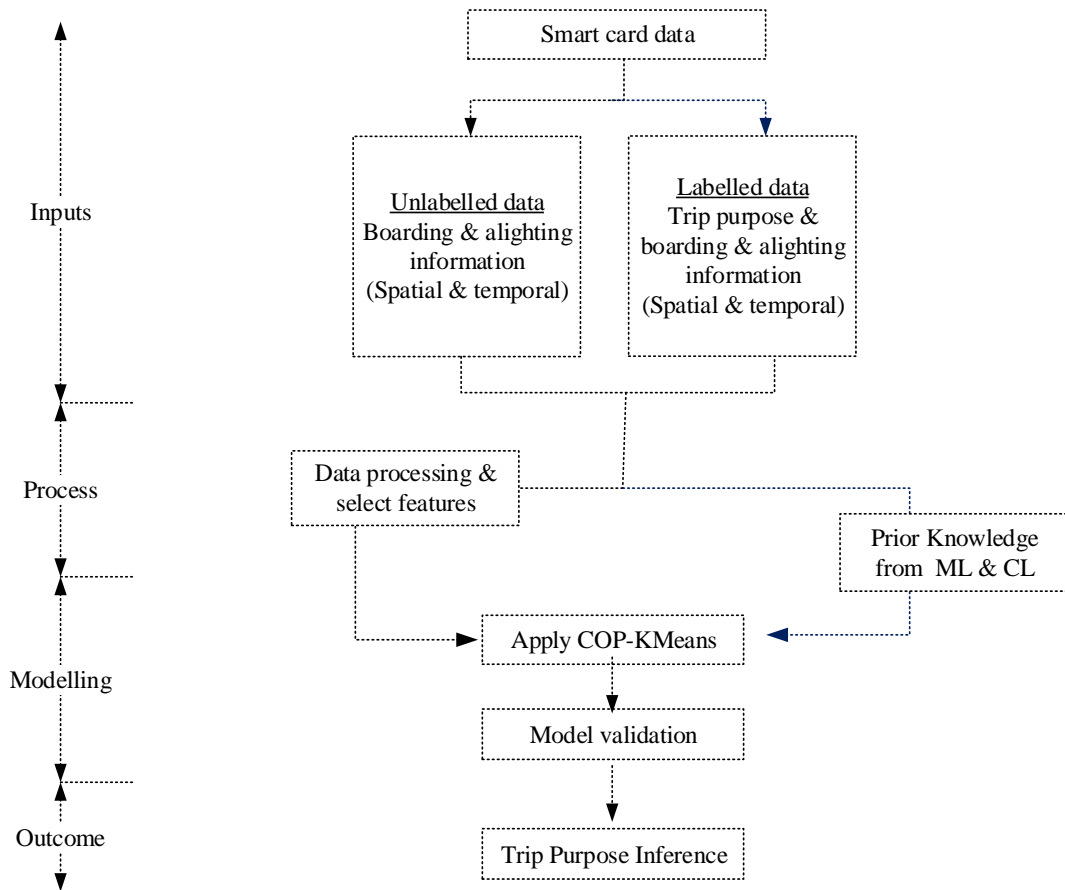 Smart card data
Unlabelled data
Boarding & alighting
information
(Spatial & temporal)
Labelled data
Trip purpose &
boarding & alighting
information
(Spatial & temporal)
Inputs
Data processing &
select features
Process
Prior Knowledge
from ML & CL
Apply COP-KMeans
Modelling
Model validation
Outcome
Trip Purpose Inference